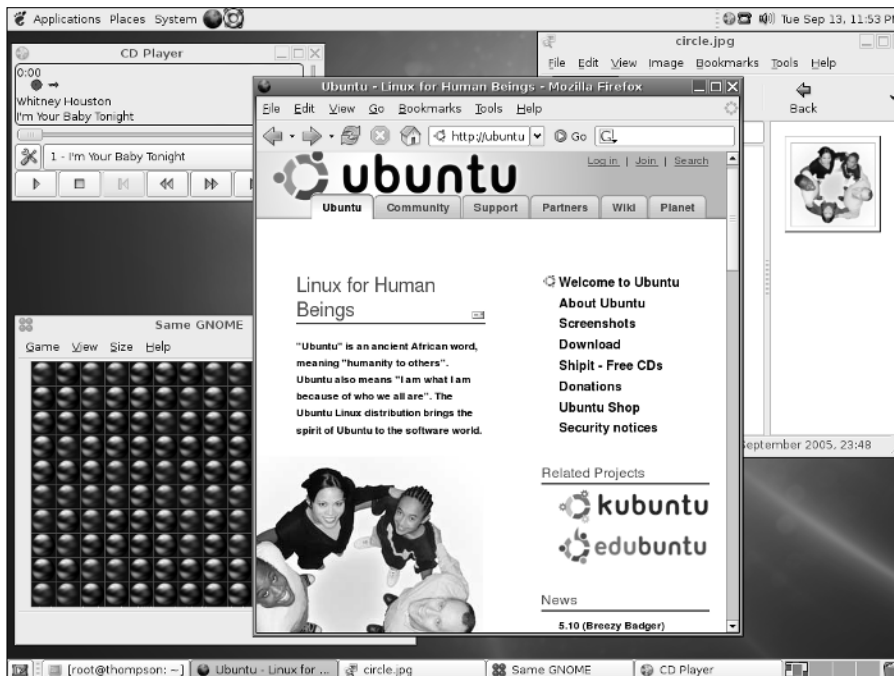 Applications Places System
Tue Sep 13, 11:53 PM
CD Player
0:00
Whitney Houston
I'm Your Baby Tonight
1 - I'm Your Baby Tonight
circle.jpg
File Edit View Image Bookmarks Tools Help
Back
September 2005, 23:48
Ubuntu - Linux for Human Beings - Mozilla Firefox
File Edit View Go Bookmarks Tools Help
http://ubuntu Go
Log in | Join | Search
ubuntu
Ubuntu Community Support Partners Wiki Planet
Linux for Human
Beings
"Ubuntu" is an ancient African word,
meaning "humanity to others".
Ubuntu also means "I am what I am
because of who we all are". The
Ubuntu Linux distribution brings the
spirit of Ubuntu to the software world.
Welcome to Ubuntu
About Ubuntu
Screenshots
Download
Shipit - Free CDs
Donations
Ubuntu Shop
Security notices
Related Projects
kubuntu
edubuntu
News
5.10 (Breezy Badger)
Same GNOME
Game View Size Help
[root@thompson: ~] Ubuntu - Linux for ... circle.jpg Same GNOME CD Player